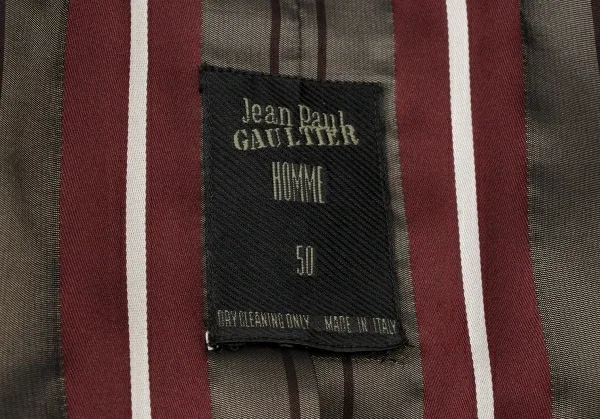 Jean Paul
GAULTIER
HOMME
50
DRY CLEANING ONLY MADE IN ITALY